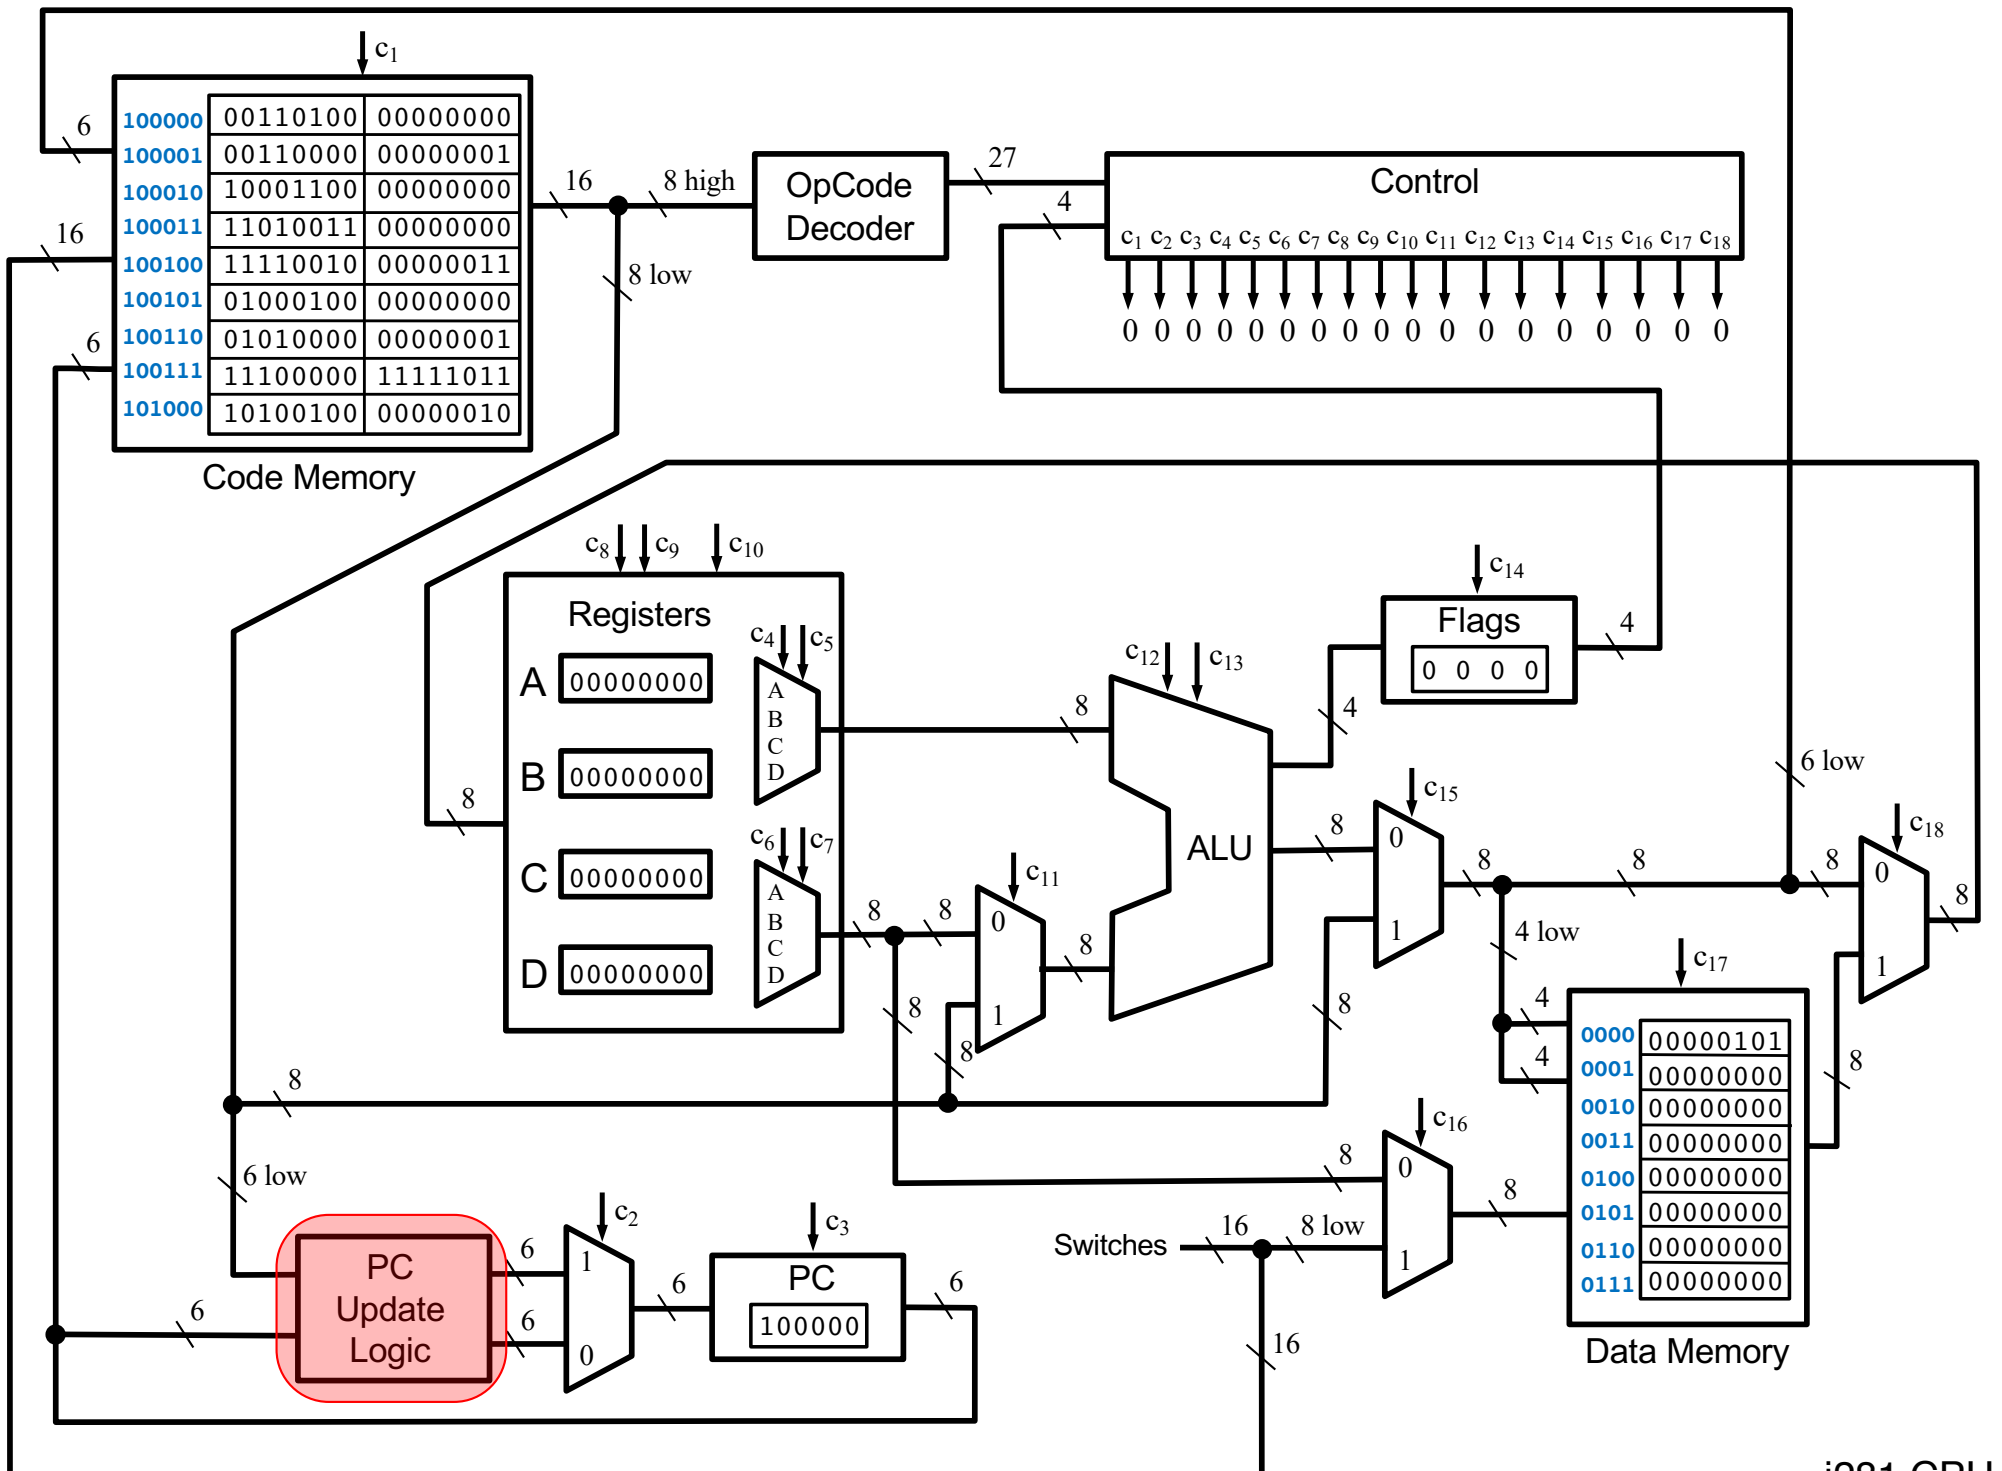 c1
100000 00110100 00000000
100001 00110000 00000001
100010 10001100 00000000
100011 11010011 00000000
100100 11110010 00000011
100101 01000100 00000000
100110 01010000 00000001
100111 11100000 11111011
101000 10100100 00000010
Code Memory
6
16
6
16
8 high
8 low
OpCode
Decoder
27
4
Control
c1 c2 c3 c4 c5 c6 c7 c8 c9 c10 c11 c12 c13 c14 c15 c16 c17 c18
0 0 0 0 0 0 0 0 0 0 0 0 0 0 0 0 0 0
c8 c9 c10
Registers
A 00000000
B 00000000
C 00000000
D 00000000
8
c4 c5
A
B
C
D
c6 c7
A
B
C
D
8
8
8
8
c11
0
1
8
8
c12 c13
ALU
4
c14
Flags
0 0 0 0
4
8
c15
0
1
8
8
8
6 low
8
4 low
4
4
c18
0
1
8
8
c17
0000 00000101
0001 00000000
0010 00000000
0011 00000000
0100 00000000
0101 00000000
0110 00000000
0111 00000000
Data Memory
8
6 low
6
PC
Update
Logic
6
6
c2
1
0
6
c3
PC
100000
6
Switches
16
8 low
16
8
c16
0
1
8